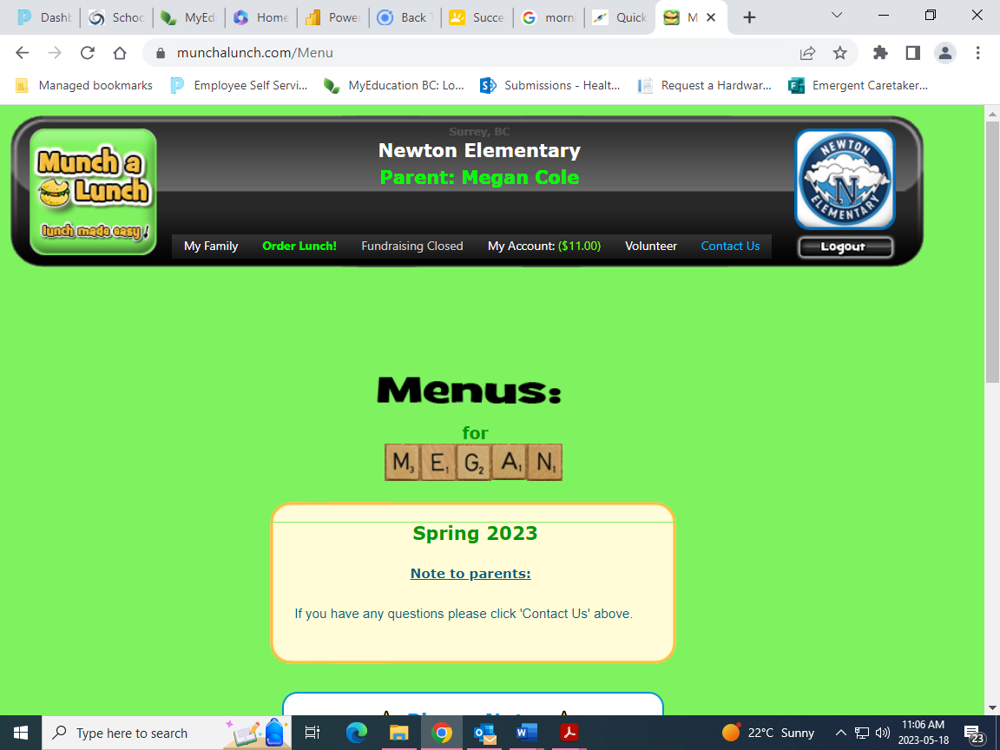 Dashb
Schoo
MyEd
Home
Power
Back T
Succe
morni
Quick
M
munchalunch.com/Menu
Managed bookmarks
Employee Self Servi...
MyEducation BC: Lo...
Submissions - Healt...
Request a Hardwar...
Emergent Caretaker...
Surrey, BC
Newton Elementary
Parent: Megan Cole
Munch a
Lunch
lunch made easy!
NEWTON
N
ELEMENTARY
My Family
Order Lunch!
Fundraising Closed
My Account: ($11.00)
Volunteer
Contact Us
Logout
Menus:
for
M3 E1 G2 A1 N1
Spring 2023
Note to parents:
If you have any questions please click 'Contact Us' above.
Type here to search
22°C Sunny
11:06 AM
2023-05-18
23